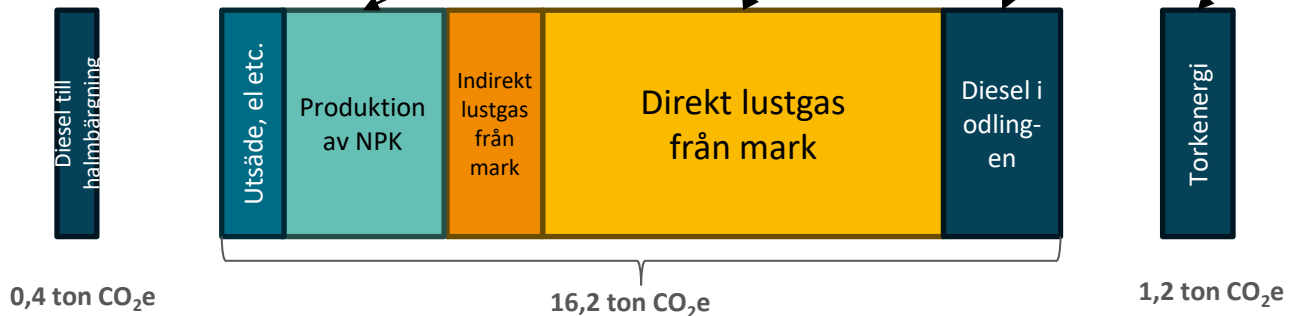 Diesel till
halmbärgning
Utsäde, el etc.
Produktion
av NPK
Indirekt
lustgas
från
mark
Direkt lustgas
från mark
Diesel i
odling-
en
Torkenergi
0,4 ton CO₂e
16,2 ton CO₂e
1,2 ton CO₂e